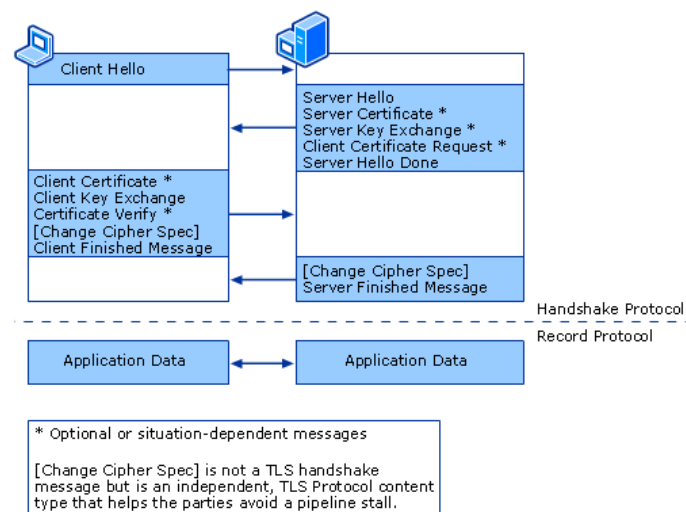 Client Hello
Server Hello
Server Certificate *
Server Key Exchange *
Client Certificate Request *
Server Hello Done
Client Certificate *
Client Key Exchange
Certificate Verify *
[Change Cipher Spec]
Client Finished Message
[Change Cipher Spec]
Server Finished Message
Handshake Protocol
Record Protocol
Application Data
Application Data
* Optional or situation-dependent messages
[Change Cipher Spec] is not a TLS handshake
message but is an independent, TLS Protocol content
type that helps the parties avoid a pipeline stall.